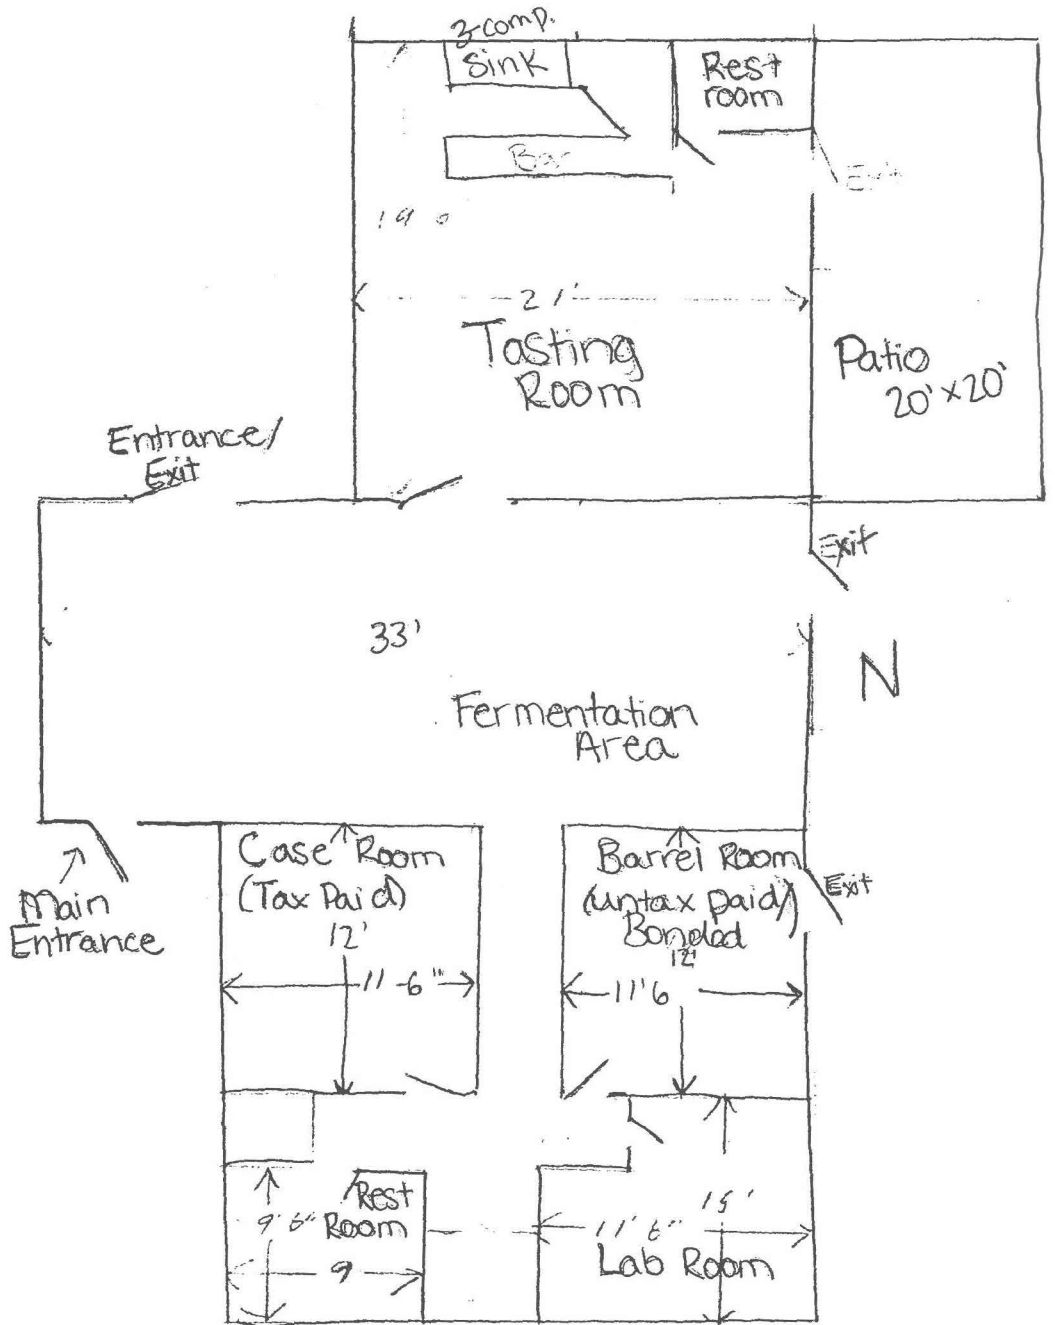 3-comp.
Sink
Rest
room
Bar
Exit
21'
Tasting
Room
Patio
20' x 20'
Entrance/
Exit
Exit
33'
N
Fermentation
Area
Case Room
(Tax Paid)
12'
11-6"
Barrel Room
(untax paid)
Bonded
12'
11'6
Exit
Main
Entrance
Rest
Room
9'6"
9
15'
11'6"
Lab Room